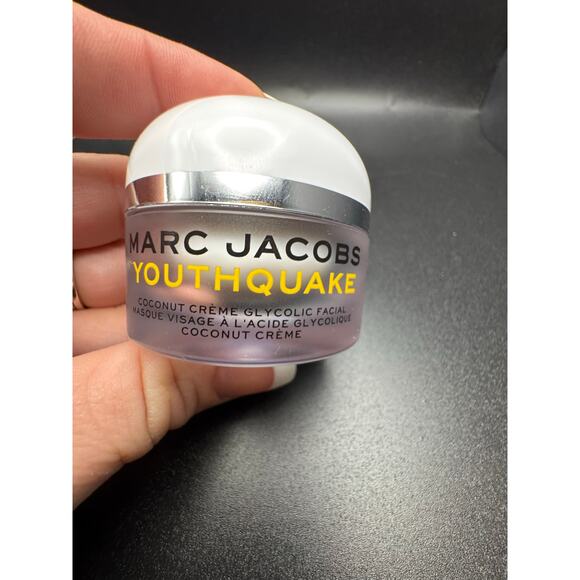 MARC JACOBS
YOUTHQUAKE
COCONUT CRÈME GLYCOLIC FACIAL
MASQUE VISAGE À L'ACIDE GLYCOLIQUE
COCONUT CRÈME